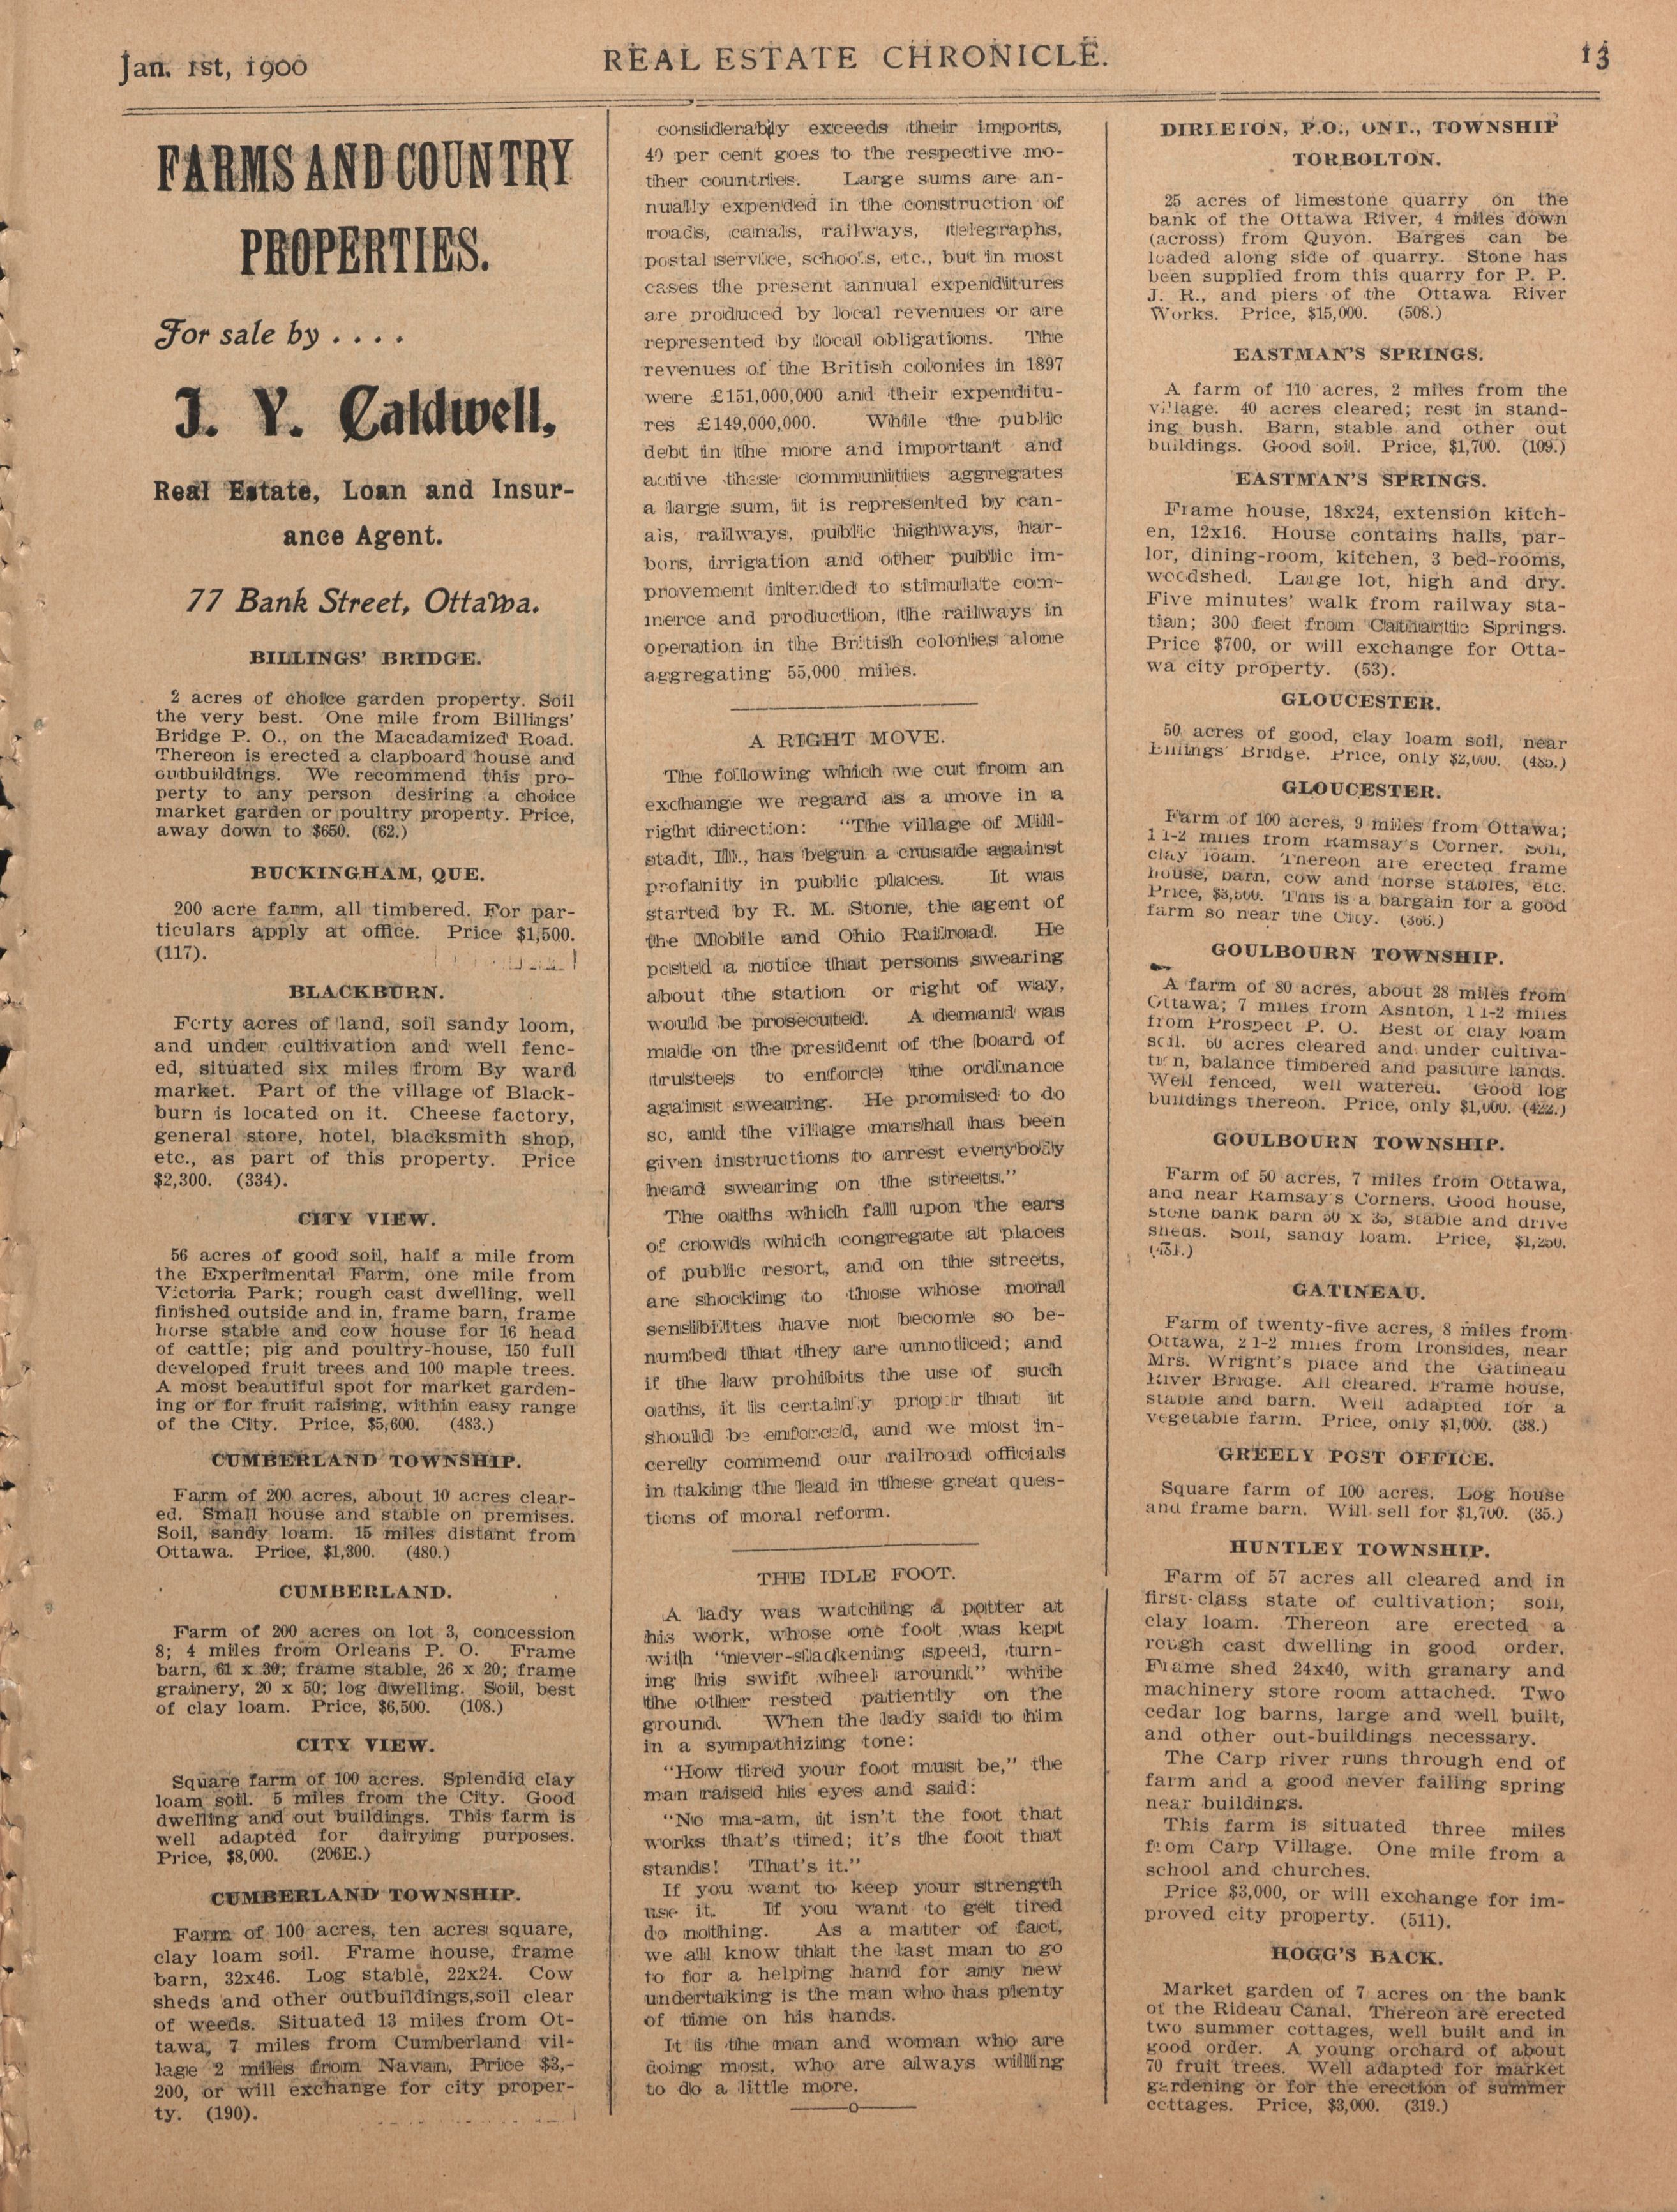 Jan. 1st, 1900
REAL ESTATE CHRONICLE.
13
FARMS AND COUNTRY
PROPERTIES.
For sale by . . . .
J. Y. Caldwell,
Real Estate, Loan and Insur-
ance Agent.
77 Bank Street, Ottawa.
BILLINGS' BRIDGE.
2 acres of choice garden property. Soil
the very best. One mile from Billings'
Bridge P. O., on the Macadamized Road.
Thereon is erected a clapboard house and
outbuildings. We recommend this pro-
perty to any person desiring a choice
market garden or poultry property. Price,
away down to $650. (62.)
BUCKINGHAM, QUE.
200 acre farm, all timbered. For par-
ticulars apply at office. Price $1,500.
(117).
BLACKBURN.
Forty acres of land, soil sandy loom,
and under cultivation and well fenc-
ed, situated six miles from By ward
market. Part of the village of Black-
burn is located on it. Cheese factory,
general store, hotel, blacksmith shop,
etc., as part of this property. Price
$2,300. (334).
CITY VIEW.
56 acres of good soil, half a mile from
the Experimental Farm, one mile from
Victoria Park; rough cast dwelling, well
finished outside and in, frame barn, frame
horse stable and cow house for 16 head
of cattle; pig and poultry-house, 150 full
developed fruit trees and 100 maple trees.
A most beautiful spot for market garden-
ing or for fruit raising, within easy range
of the City. Price, $5,600. (483.)
CUMBERLAND TOWNSHIP.
Farm of 200 acres, about 10 acres clear-
ed. Small house and stable on premises.
Soil, sandy loam. 15 miles distant from
Ottawa. Price, $1,300. (480.)
CUMBERLAND.
Farm of 200 acres on lot 3, concession
8; 4 miles from Orleans P. O. Frame
barn, 61 x 30; frame stable, 26 x 20; frame
grainery, 20 x 50; log dwelling. Soil, best
of clay loam. Price, $6,500. (108.)
CITY VIEW.
Square farm of 100 acres. Splendid clay
loam soil. 5 miles from the City. Good
dwelling and out buildings. This farm is
well adapted for dairying purposes.
Price, $8,000. (206E.)
CUMBERLAND TOWNSHIP.
Farm of 100 acres, ten acres square,
clay loam soil. Frame house, frame
barn, 32x46. Log stable, 22x24. Cow
sheds and other outbuildings,soil clear
of weeds. Situated 13 miles from Ot-
tawa, 7 miles from Cumberland vil-
lage 2 miles from Navan, Price $3,-
200, or will exchange for city proper-
ty. (190).
considerably exceeds their imports,
40 per cent goes to the respective mo-
ther countries. Large sums are an-
nually expended in the construction of
roads, canals, railways, telegraphs,
postal service, schools, etc., but in most
cases the present annual expenditures
are produced by local revenues or are
represented by local obligations. The
revenues of the British colonies in 1897
were £151,000,000 and their expenditu-
res £149,000,000. While the public
debt in the more and important and
active these communities aggregates
a large sum, it is represented by can-
als, railways, public highways, har-
bors, irrigation and other public im-
provement intended to stimulate com-
merce and production, the railways in
operation in the British colonies alone
aggregating 55,000 miles.
A RIGHT MOVE.
The following which we cut from an
exchange we regard as a move in a
right direction: "The village of Mill-
stadt, Ill., has begun a crusade against
profanity in public places. It was
started by R. M. Stone, the agent of
the Mobile and Ohio Railroad. He
posted a notice that persons swearing
about the station or right of way,
would be prosecuted. A demand was
made on the president of the board of
trustees to enforce the ordinance
against swearing. He promised to do
so, and the village marshal has been
given instructions to arrest everybody
heard swearing on the streets."
The oaths which fall upon the ears
of crowds which congregate at places
of public resort, and on the streets,
are shocking to those whose moral
sensibilites have not become so be-
numbed that they are unnoticed; and
if the law prohibits the use of such
oaths, it is certainly proper that it
should be enforced, and we most in-
cerely commend our railroad officials
in taking the lead in these great ques-
tions of moral reform.
THE IDLE FOOT.
A lady was watching a potter at
his work, whose one foot was kept
with "never-slackening speed, turn-
ing his swift wheel around." while
the other rested patiently on the
ground. When the lady said to him
in a sympathizing tone:
"How tired your foot must be," the
man raised his eyes and said:
"No ma-am, it isn't the foot that
works that's tired; it's the foot that
stands! That's it."
If you want to keep your strength
use it. If you want to get tired
do nothing. As a matter of fact,
we all know that the last man to go
to for a helping hand for any new
undertaking is the man who has plenty
of time on his hands.
It is the man and woman who are
doing most, who are always willing
to do a little more.
DIRLETON, P.O., ONT., TOWNSHIP
TORBOLTON.
25 acres of limestone quarry on the
bank of the Ottawa River, 4 miles down
(across) from Quyon. Barges can be
loaded along side of quarry. Stone has
been supplied from this quarry for P. P.
J. R., and piers of the Ottawa River
Works. Price, $15,000. (508.)
EASTMAN'S SPRINGS.
A farm of 110 acres, 2 miles from the
village. 40 acres cleared; rest in stand-
ing bush. Barn, stable and other out
buildings. Good soil. Price, $1,700. (109.)
EASTMAN'S SPRINGS.
Frame house, 18x24, extension kitch-
en, 12x16. House contains halls, par-
lor, dining-room, kitchen, 3 bed-rooms,
woodshed. Large lot, high and dry.
Five minutes' walk from railway sta-
tian; 300 feet from Cathartic Springs.
Price $700, or will exchange for Otta-
wa city property. (53).
GLOUCESTER.
50 acres of good, clay loam soil, near
Billings' Bridge. Price, only $2,000. (485.)
GLOUCESTER.
Farm of 100 acres, 9 miles from Ottawa;
1 1-2 miles from Ramsay's Corner. Soil,
clay loam. Thereon are erected frame
house, barn, cow and horse stables, etc.
Price, $3,500. This is a bargain for a good
farm so near the City. (366.)
GOULBOURN TOWNSHIP.
A farm of 80 acres, about 28 miles from
Ottawa; 7 miles from Ashton, 1 1-2 miles
from Prospect P. O. Best of clay loam
soil. 60 acres cleared and under cultiva-
tion, balance timbered and pasture lands.
Well fenced, well watered. Good log
buildings thereon. Price, only $1,000. (422.)
GOULBOURN TOWNSHIP.
Farm of 50 acres, 7 miles from Ottawa,
and near Ramsay's Corners. Good house,
stone bank barn 50 x 35, stable and drive
sheds. Soil, sandy loam. Price, $1,250.
(481.)
GATINEAU.
Farm of twenty-five acres, 8 miles from
Ottawa, 2 1-2 miles from Ironsides, near
Mrs. Wright's place and the Gatineau
River Bridge. All cleared. Frame house,
stable and barn. Well adapted for a
vegetable farm. Price, only $1,000. (38.)
GREELY POST OFFICE.
Square farm of 100 acres. Log house
and frame barn. Will sell for $1,700. (35.)
HUNTLEY TOWNSHIP.
Farm of 57 acres all cleared and in
first-class state of cultivation; soil,
clay loam. Thereon are erected a
rough cast dwelling in good order.
Frame shed 24x40, with granary and
machinery store room attached. Two
cedar log barns, large and well built,
and other out-buildings necessary.
The Carp river runs through end of
farm and a good never failing spring
near buildings.
This farm is situated three miles
from Carp Village. One mile from a
school and churches.
Price $3,000, or will exchange for im-
proved city property. (511).
HOGG'S BACK.
Market garden of 7 acres on the bank
of the Rideau Canal. Thereon are erected
two summer cottages, well built and in
good order. A young orchard of about
70 fruit trees. Well adapted for market
gardening or for the erection of summer
cottages. Price, $3,000. (319.)